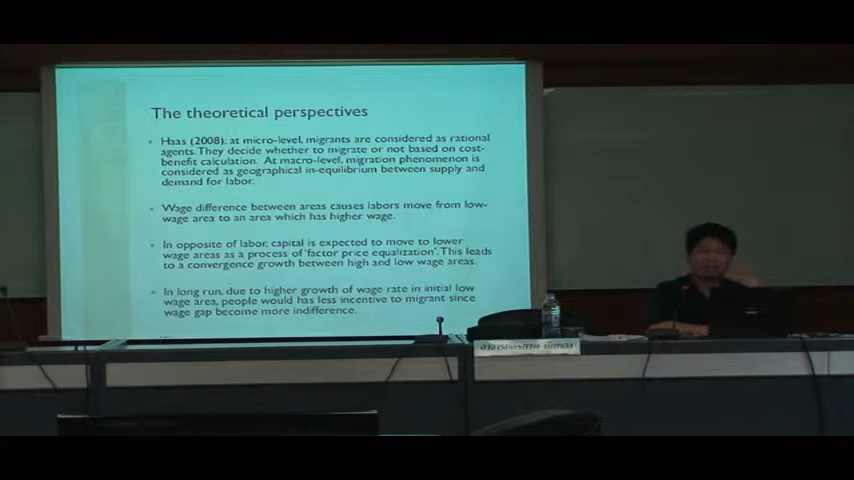 The theoretical perspectives
• Haas (2008): at micro-level, migrants are considered as rational
agents. They decide whether to migrate or not based on cost-
benefit calculation. At macro-level, migration phenomenon is
considered as geographical in-equilibrium between supply and
demand for labor.
• Wage difference between areas causes labors move from low-
wage area to an area which has higher wage.
• In opposite of labor, capital is expected to move to lower
wage areas as a process of 'factor price equalization'. This leads
to a convergence growth between high and low wage areas.
• In long run, due to higher growth of wage rate in initial low
wage area, people would has less incentive to migrant since
wage gap become more indifference.